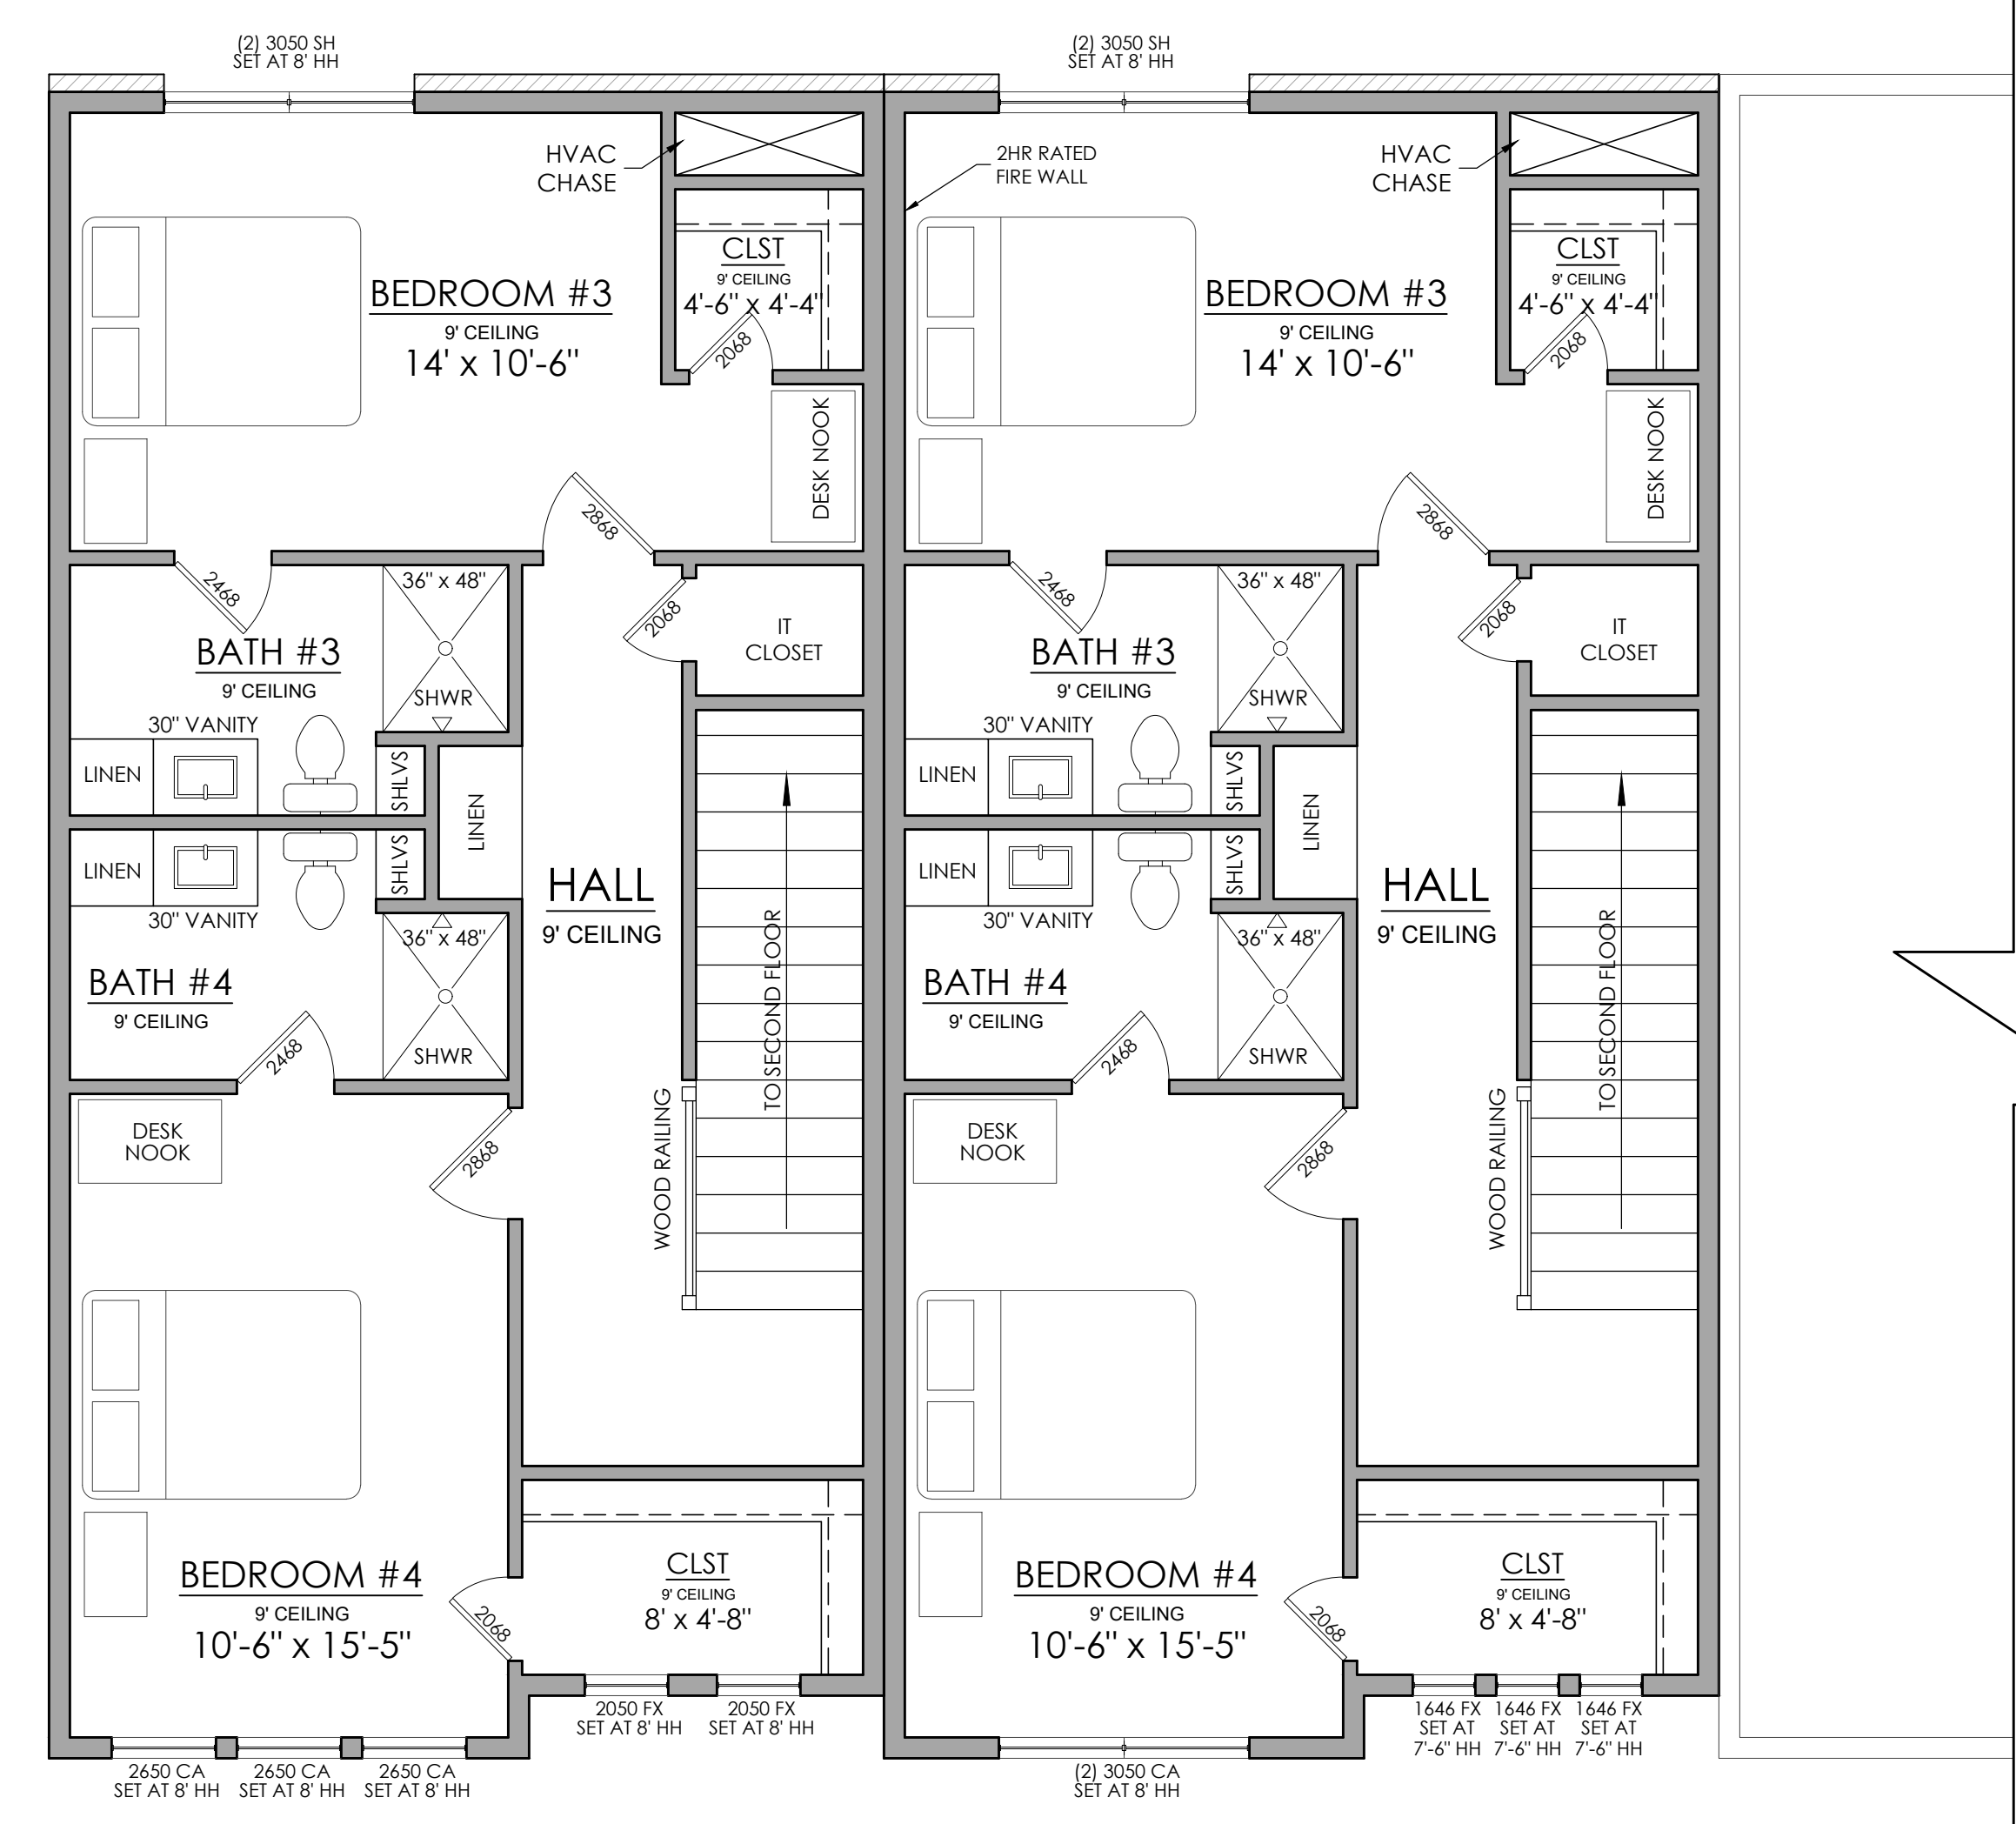 (2) 3050 SH
SET AT 8' HH
HVAC
CHASE
CLST
9' CEILING
4'-6" x 4'-4"
2068
BEDROOM #3
9' CEILING
14' x 10'-6"
DESK NOOK
2868
2468
36" x 48"
2068
IT
CLOSET
BATH #3
9' CEILING
SHWR
30" VANITY
LINEN
SHLVS
LINEN
LINEN
SHLVS
30" VANITY
HALL
9' CEILING
36" x 48"
BATH #4
9' CEILING
SHWR
2468
TO SECOND FLOOR
WOOD RAILING
DESK
NOOK
2868
BEDROOM #4
9' CEILING
10'-6" x 15'-5"
CLST
9' CEILING
8' x 4'-8"
2068
2050 FX
SET AT 8' HH
2050 FX
SET AT 8' HH
2650 CA
SET AT 8' HH
2650 CA
SET AT 8' HH
2650 CA
SET AT 8' HH
(2) 3050 SH
SET AT 8' HH
2HR RATED
FIRE WALL
HVAC
CHASE
CLST
9' CEILING
4'-6" x 4'-4"
2068
BEDROOM #3
9' CEILING
14' x 10'-6"
DESK NOOK
2868
2468
36" x 48"
2068
IT
CLOSET
BATH #3
9' CEILING
SHWR
30" VANITY
LINEN
SHLVS
LINEN
LINEN
SHLVS
30" VANITY
HALL
9' CEILING
36" x 48"
BATH #4
9' CEILING
SHWR
2468
TO SECOND FLOOR
WOOD RAILING
DESK
NOOK
2868
BEDROOM #4
9' CEILING
10'-6" x 15'-5"
CLST
9' CEILING
8' x 4'-8"
2068
1646 FX
SET AT
7'-6" HH
1646 FX
SET AT
7'-6" HH
1646 FX
SET AT
7'-6" HH
(2) 3050 CA
SET AT 8' HH